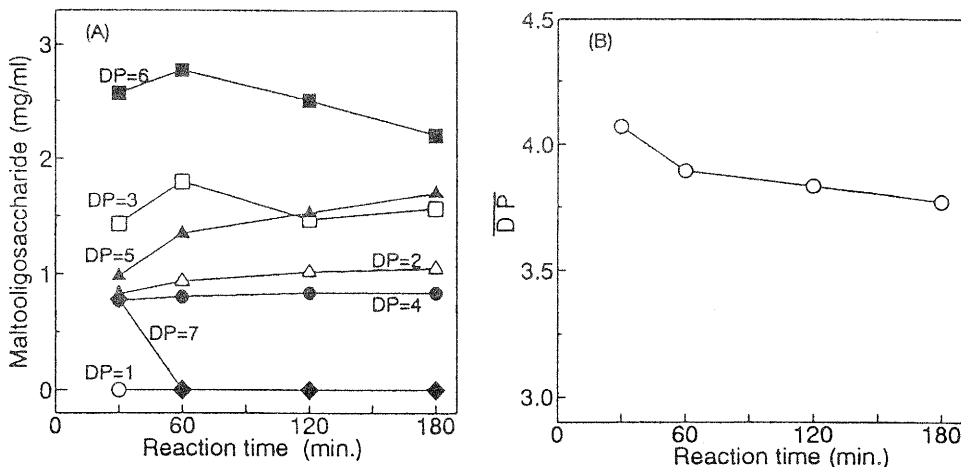 (A)
Maltooligosaccharide (mg/ml)
3
2
1
0
DP=6
DP=3
DP=5
DP=2
DP=4
DP=7
DP=1
0 60 120 180
Reaction time (min.)
(B)
DP
4.5
4.0
3.5
3.0
0 60 120 180
Reaction time (min.)